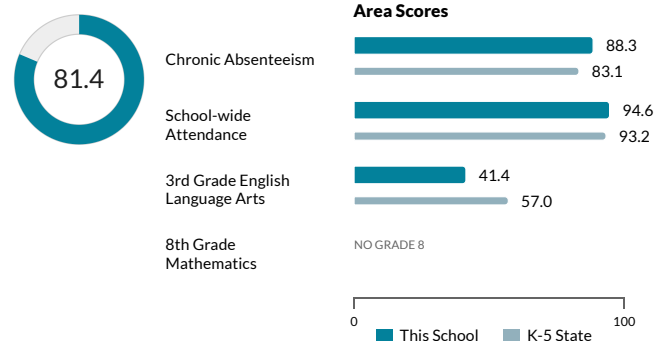 Area Scores
81.4
Chronic Absenteeism
88.3
83.1
School-wide
Attendance
94.6
93.2
3rd Grade English
Language Arts
41.4
57.0
8th Grade
Mathematics
NO GRADE 8
0
100
This School
K-5 State